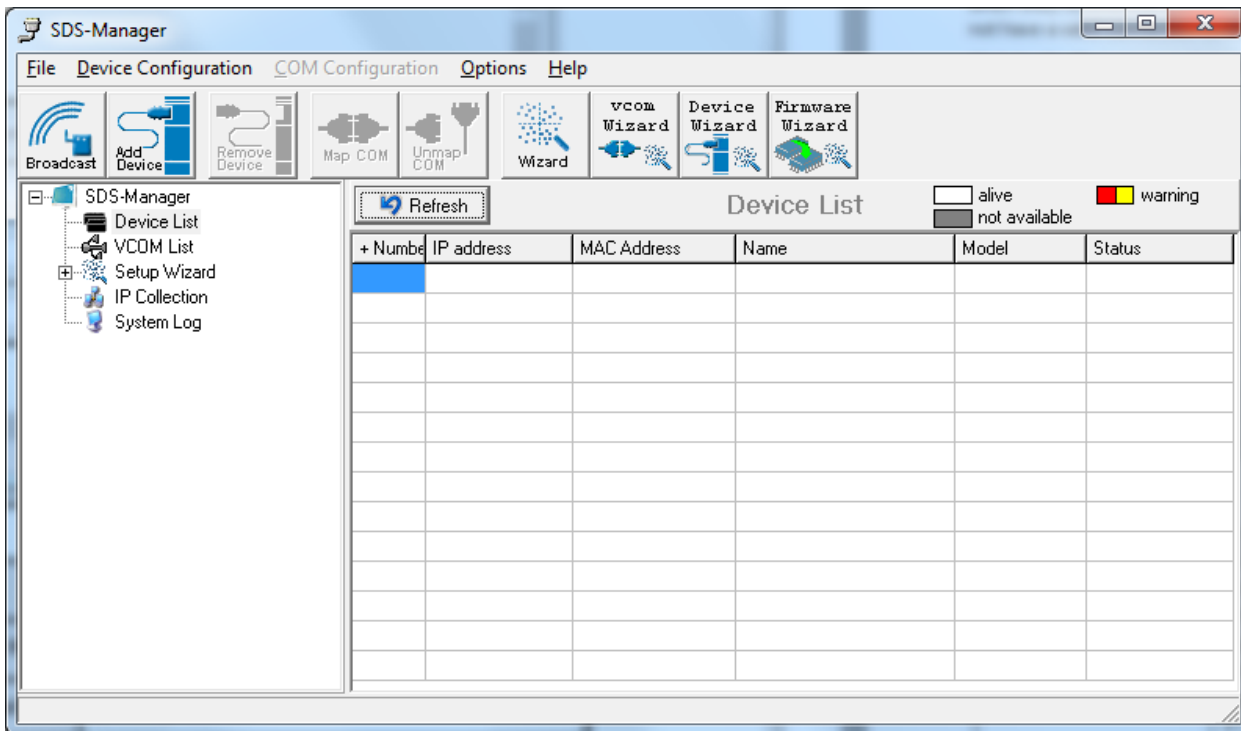 SDS-Manager
File Device Configuration COM Configuration Options Help
Broadcast
Add Device
Remove Device
Map COM
Unmap COM
Wizard
vcom Wizard
Device Wizard
Firmware Wizard
SDS-Manager
Device List
VCOM List
Setup Wizard
IP Collection
System Log
Refresh
Device List
alive
not available
warning
+ Numbe IP address MAC Address Name Model Status